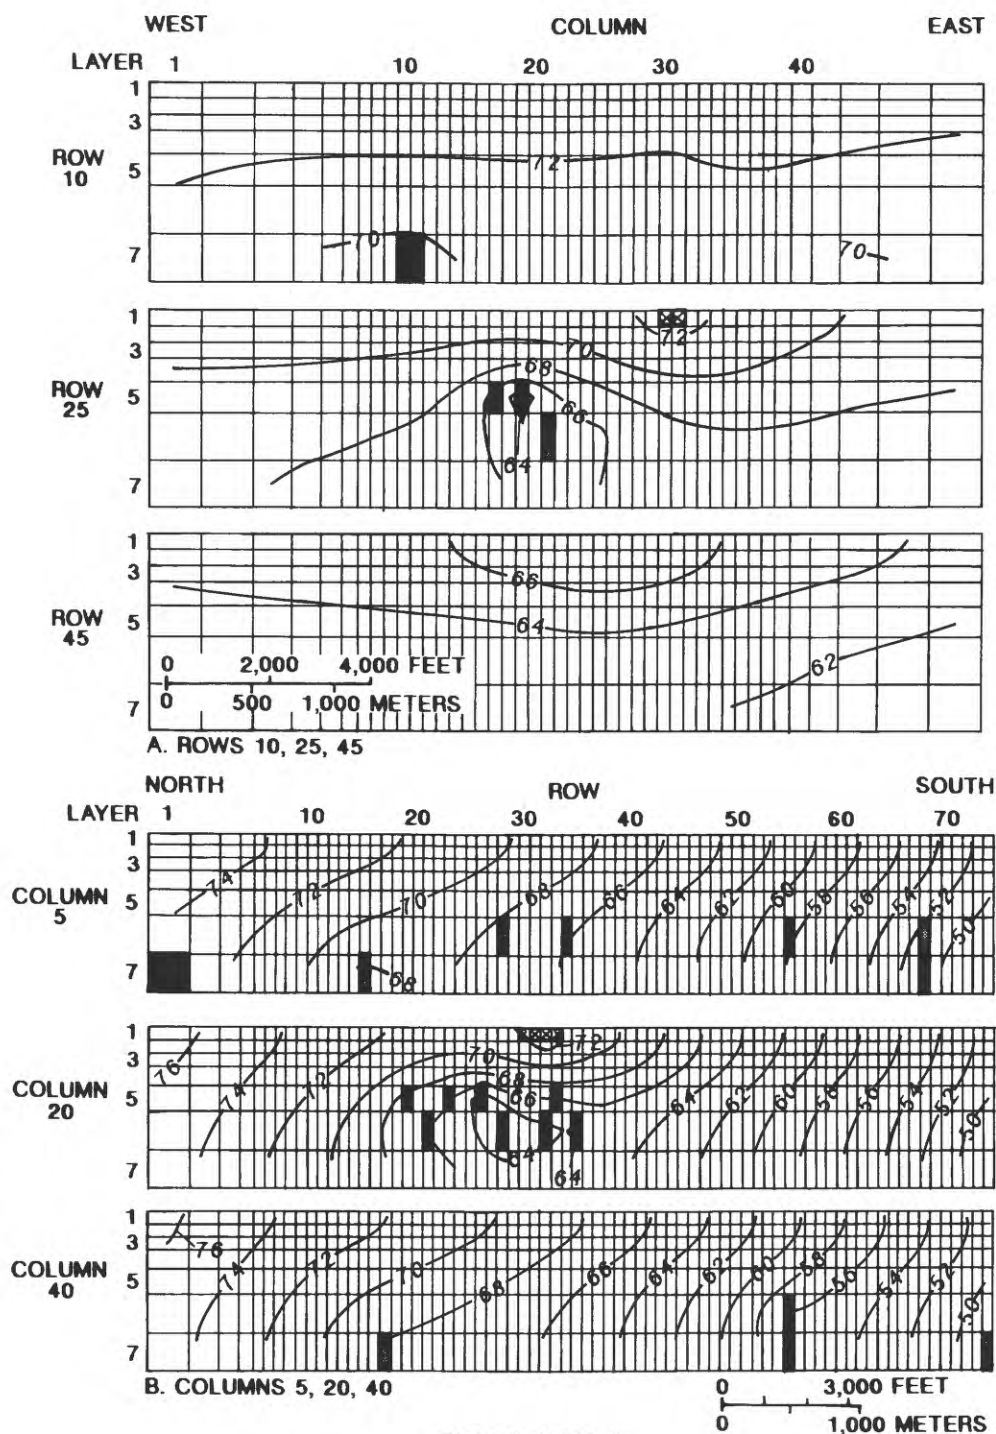 WEST COLUMN EAST
LAYER 1 10 20 30 40
1
3
ROW 10
5
72
7
70
70
1
3
ROW 25
5
7
72
70
68
66
64
1
3
ROW 45
5
7
66
64
62
0 2,000 4,000 FEET
0 500 1,000 METERS
A. ROWS 10, 25, 45
NORTH ROW SOUTH
LAYER 1 10 20 30 40 50 60 70
1
3
COLUMN 5
5
7
74 72 70 68 66 64 62 60 58 56 54 52 50
68
1
3
COLUMN 20
5
7
76 74 72 70 72
68
66
64 62 60 58 56 54 52 50
64
64
1
3
COLUMN 40
5
7
76 74 72 70 68 66 64 62 60 58 56 54 52 50
B. COLUMNS 5, 20, 40
0 3,000 FEET
0 1,000 METERS